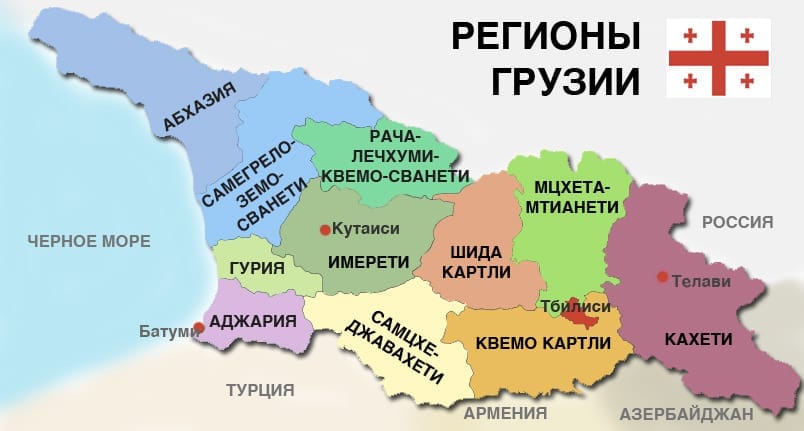 РЕГИОНЫ
ГРУЗИИ
АБХАЗИЯ
САМЕГРЕЛО-
ЗЕМО-
СВАНЕТИ
РАЧА-
ЛЕЧХУМИ-
КВЕМО-СВАНЕТИ
МЦХЕТА-
МТИАНЕТИ
РОССИЯ
ЧЕРНОЕ МОРЕ
Кутаиси
ИМЕРЕТИ
ШИДА
КАРТЛИ
ГУРИЯ
Телави
Тбилиси
АДЖАРИЯ
Батуми
САМЦХЕ-
ДЖАВАХЕТИ
КВЕМО КАРТЛИ
КАХЕТИ
ТУРЦИЯ
АРМЕНИЯ
АЗЕРБАЙДЖАН